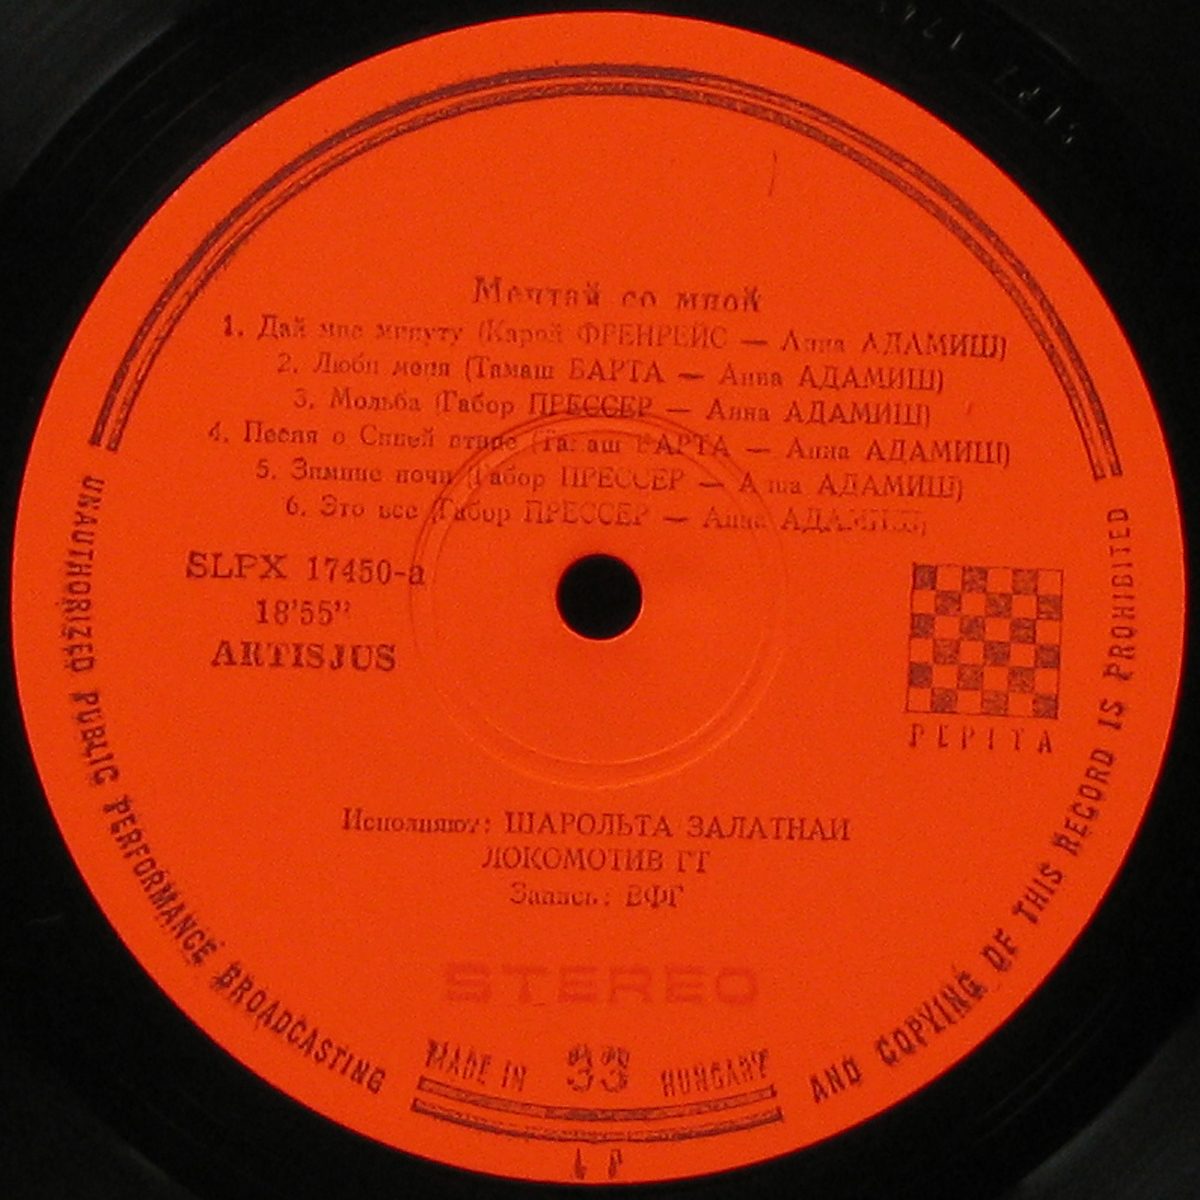 Мечтай со мной
1. Дай мне минуту (Карой ФРЕНРЕЙС — Анна АДАМИШ)
2. Люби меня (Тамаш БАРТА — Анна АДАМИШ)
3. Мольба (Габор ПРЕССЕР — Анна АДАМИШ)
4. Песня о Синей птице (Тамаш БАРТА — Анна АДАМИШ)
5. Зимние ночи (Габор ПРЕССЕР — Анна АДАМИШ)
6. Это все (Габор ПРЕССЕР — Анна АДАМИШ)
SLPX 17450-a
18'55"
ARTISJUS
PEPITA
Исполняют: ШАРОЛЬТА ЗАЛАТНАИ
ЛОКОМОТИВ ГТ
Запись: ВФГ
STEREO
MADE IN 33 HUNGARY
LP
UNAUTHORIZED PUBLIC PERFORMANCE BROADCASTING AND COPYING OF THIS RECORD IS PROHIBITED